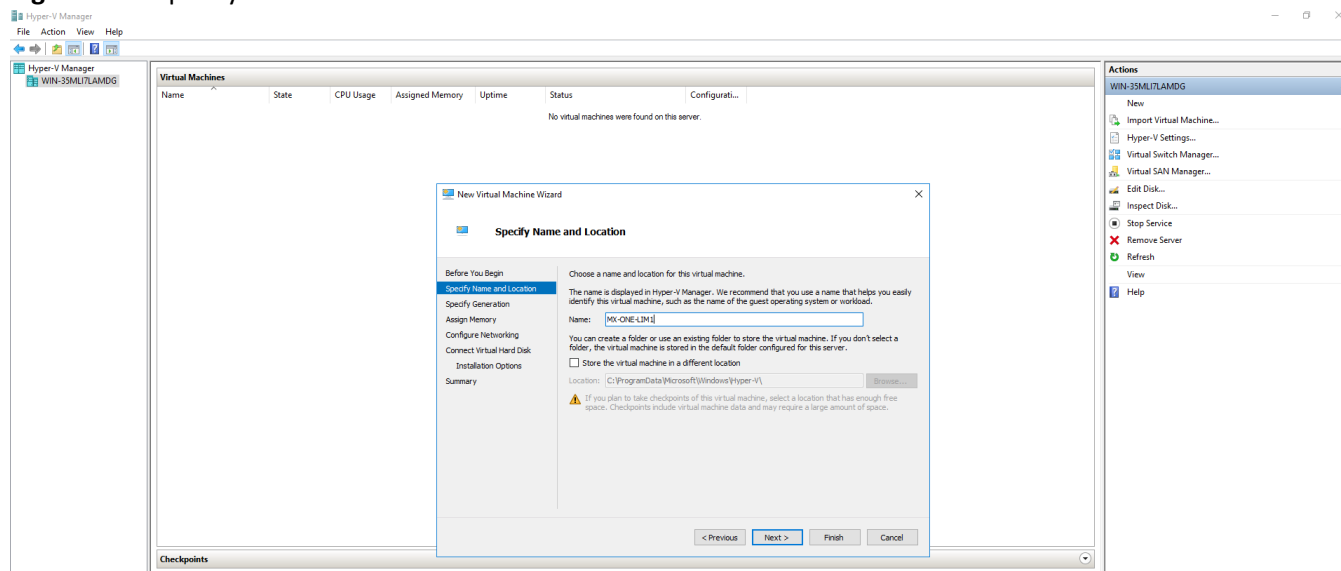 Hyper-V Manager
File Action View Help
Hyper-V Manager
WIN-35MLI7LAMDG
Virtual Machines
Name State CPU Usage Assigned Memory Uptime Status Configurati...
No virtual machines were found on this server.
New Virtual Machine Wizard
Specify Name and Location
Before You Begin
Specify Name and Location
Specify Generation
Assign Memory
Configure Networking
Connect Virtual Hard Disk
Installation Options
Summary
Choose a name and location for this virtual machine.
The name is displayed in Hyper-V Manager. We recommend that you use a name that helps you easily
identify this virtual machine, such as the name of the guest operating system or workload.
Name: MX-ONE-LIM1
You can create a folder or use an existing folder to store the virtual machine. If you don't select a
folder, the virtual machine is stored in the default folder configured for this server.
Store the virtual machine in a different location
Location: C:\ProgramData\Microsoft\Windows\Hyper-V\ Browse...
If you plan to take checkpoints of this virtual machine, select a location that has enough free
space. Checkpoints include virtual machine data and may require a large amount of space.
< Previous Next > Finish Cancel
Checkpoints
Actions
WIN-35MLI7LAMDG
New
Import Virtual Machine...
Hyper-V Settings...
Virtual Switch Manager...
Virtual SAN Manager...
Edit Disk...
Inspect Disk...
Stop Service
Remove Server
Refresh
View
Help